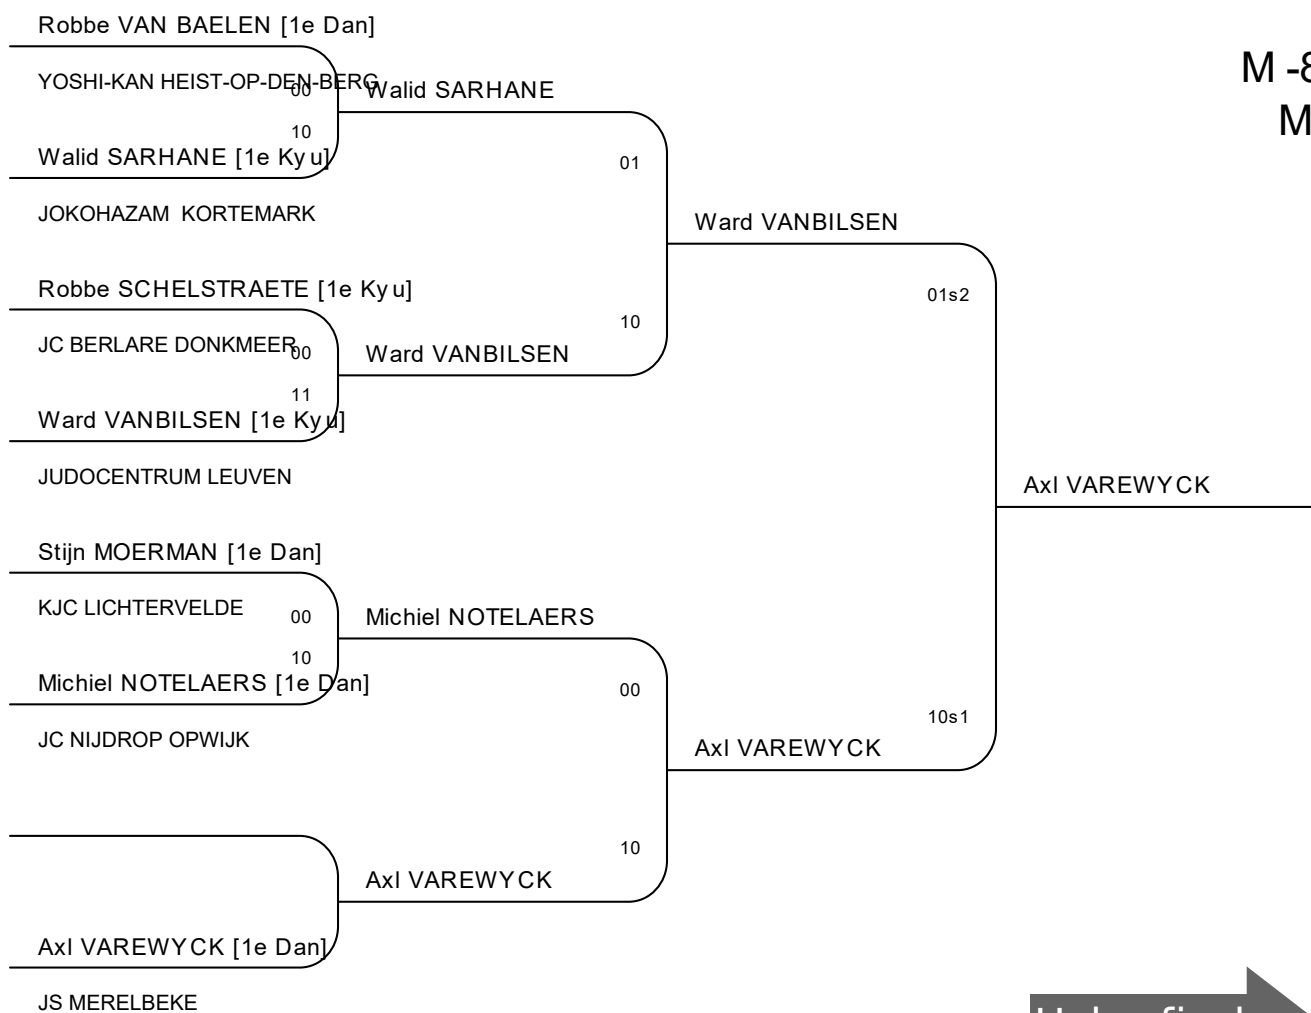 Robbe VAN BAELEN [1e Dan]
YOSHI-KAN HEIST-OP-DEN-BERG
00
Walid SARHANE
M -8
M
10
Walid SARHANE [1e Kyu]
01
JOKOHAZAM KORTEMARK
Ward VANBILSEN
Robbe SCHELSTRAETE [1e Kyu]
01s2
10
JC BERLARE DONKMEER
00
Ward VANBILSEN
11
Ward VANBILSEN [1e Kyu]
JUDOCENTRUM LEUVEN
Axl VAREWYCK
Stijn MOERMAN [1e Dan]
KJC LICHTERVELDE
00
Michiel NOTELAERS
10
Michiel NOTELAERS [1e Dan]
00
10s1
JC NIJDROP OPWIJK
Axl VAREWYCK
10
Axl VAREWYCK
Axl VAREWYCK [1e Dan]
JS MERELBEKE